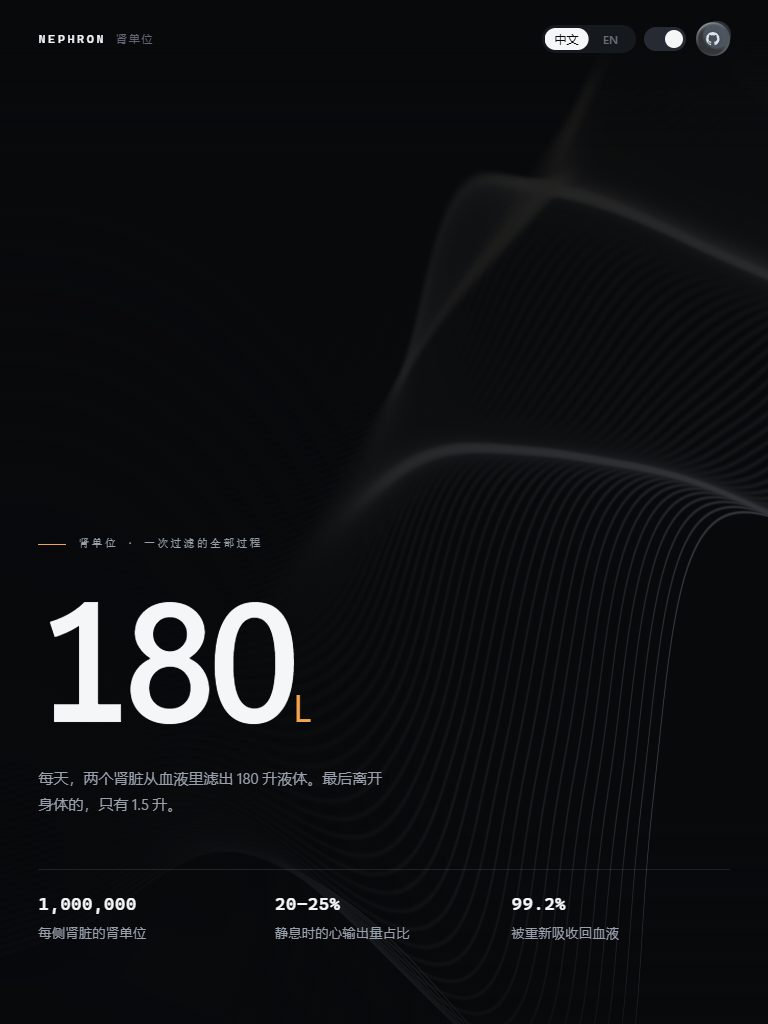 NEPHRON 肾单位
中文 EN
肾单位 · 一次过滤的全部过程
180L
每天，两个肾脏从血液里滤出 180 升液体。最后离开
身体的，只有 1.5 升。
1,000,000 20–25% 99.2%
每侧肾脏的肾单位 静息时的心输出量占比 被重新吸收回血液